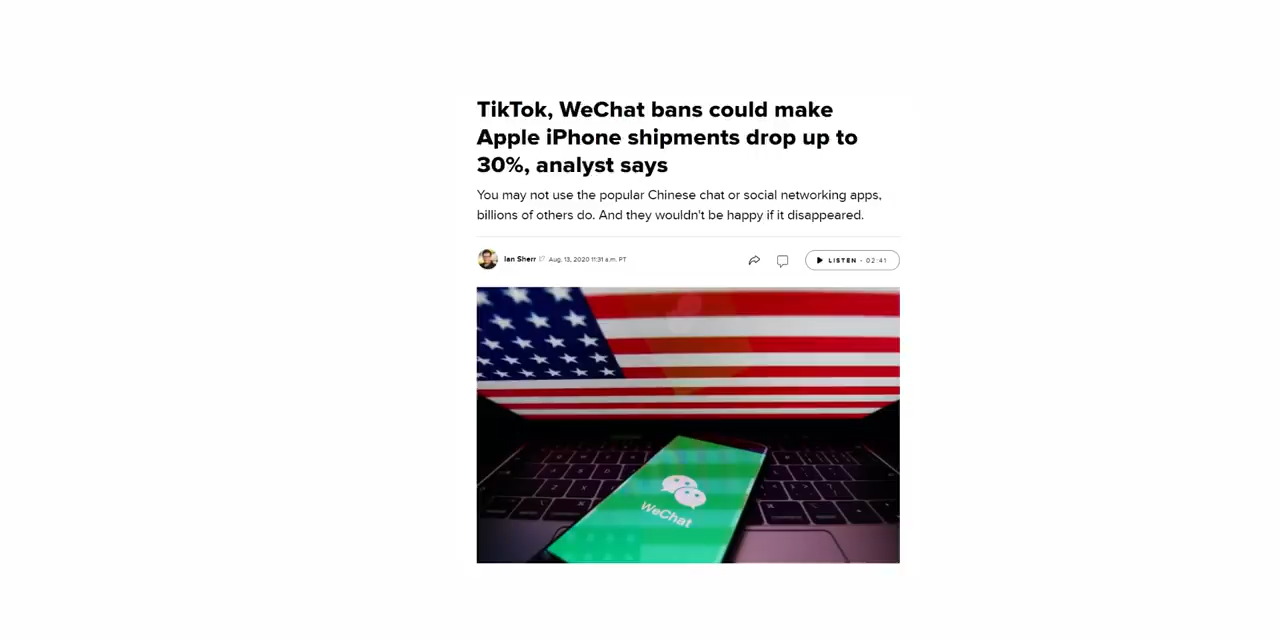 TikTok, WeChat bans could make
Apple iPhone shipments drop up to
30%, analyst says
You may not use the popular Chinese chat or social networking apps,
billions of others do. And they wouldn't be happy if it disappeared.
Ian Sherr Aug. 13, 2020 11:31 a.m. PT
LISTEN - 02:41
WeChat